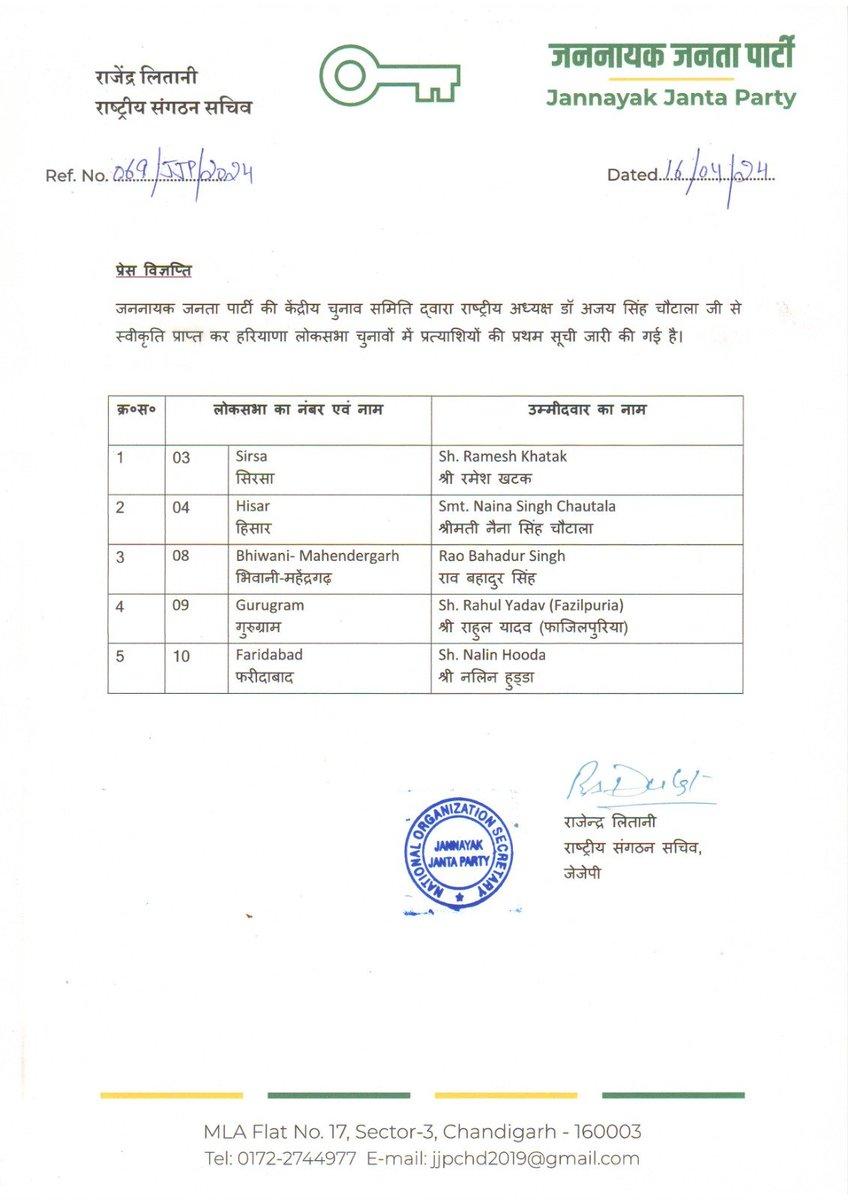 राजेंद्र लितानी
राष्ट्रीय संगठन सचिव
जननायक जनता पार्टी
Jannayak Janta Party
Ref. No. 069/JJP/2024
Dated 16/04/24
प्रेस विज्ञप्ति
जननायक जनता पार्टी की केंद्रीय चुनाव समिति द्वारा राष्ट्रीय अध्यक्ष डॉ अजय सिंह चौटाला जी से
स्वीकृति प्राप्त कर हरियाणा लोकसभा चुनावों में प्रत्याशियों की प्रथम सूची जारी की गई है।
क्र०स० लोकसभा का नंबर एवं नाम उम्मीदवार का नाम
1 03 Sirsa Sh. Ramesh Khatak
सिरसा श्री रमेश खटक
2 04 Hisar Smt. Naina Singh Chautala
हिसार श्रीमती नैना सिंह चौटाला
3 08 Bhiwani- Mahendergarh Rao Bahadur Singh
भिवानी-महेंद्रगढ़ राव बहादुर सिंह
4 09 Gurugram Sh. Rahul Yadav (Fazilpuria)
गुरुग्राम श्री राहुल यादव (फाजिलपुरिया)
5 10 Faridabad Sh. Nalin Hooda
फरीदाबाद श्री नलिन हुड्डा
NATIONAL ORGANIZATION SECRETARY
JANNAYAK
JANTA PARTY
राजेन्द्र लितानी
राष्ट्रीय संगठन सचिव,
जेजेपी
MLA Flat No. 17, Sector-3, Chandigarh - 160003
Tel: 0172-2744977 E-mail: jjpchd2019@gmail.com